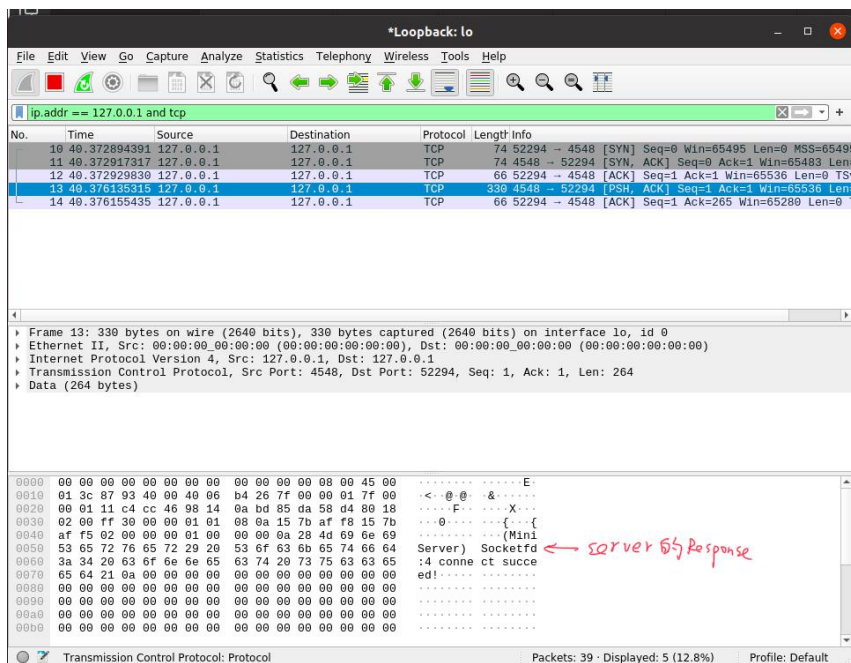 *Loopback: lo
File Edit View Go Capture Analyze Statistics Telephony Wireless Tools Help
ip.addr == 127.0.0.1 and tcp
No. Time Source Destination Protocol Length Info
10 40.372894391 127.0.0.1 127.0.0.1 TCP 74 52294 → 4548 [SYN] Seq=0 Win=65495 Len=0 MSS=6549
11 40.372917317 127.0.0.1 127.0.0.1 TCP 74 4548 → 52294 [SYN, ACK] Seq=0 Ack=1 Win=65483 Len=
12 40.372929830 127.0.0.1 127.0.0.1 TCP 66 52294 → 4548 [ACK] Seq=1 Ack=1 Win=65536 Len=0 TS
13 40.376135315 127.0.0.1 127.0.0.1 TCP 330 4548 → 52294 [PSH, ACK] Seq=1 Ack=1 Win=65536 Len=
14 40.376155435 127.0.0.1 127.0.0.1 TCP 66 52294 → 4548 [ACK] Seq=1 Ack=265 Win=65280 Len=0
Frame 13: 330 bytes on wire (2640 bits), 330 bytes captured (2640 bits) on interface lo, id 0
Ethernet II, Src: 00:00:00_00:00:00 (00:00:00:00:00:00), Dst: 00:00:00_00:00:00 (00:00:00:00:00:00)
Internet Protocol Version 4, Src: 127.0.0.1, Dst: 127.0.0.1
Transmission Control Protocol, Src Port: 4548, Dst Port: 52294, Seq: 1, Ack: 1, Len: 264
Data (264 bytes)
0000 00 00 00 00 00 00 00 00 00 00 00 00 08 00 45 00 ········ ······E·
0010 01 3c 87 93 40 00 40 06 b4 26 7f 00 00 01 7f 00 ·<··@·@· ·&······
0020 00 01 11 c4 cc 46 98 14 0a bd 85 da 58 d4 80 18 ·····F·· ····X···
0030 02 00 ff 30 00 00 01 01 08 0a 15 7b af f8 15 7b ···0···· ···{···{
0040 af f5 02 00 00 00 01 00 00 00 0a 28 4d 69 6e 69 ········ ···(Mini
0050 53 65 72 76 65 72 29 20 53 6f 63 6b 65 74 66 64 Server) Socketfd ← server的Response
0060 3a 34 20 63 6f 6e 6e 65 63 74 20 73 75 63 63 65 :4 conne ct succe
0070 65 64 21 0a 00 00 00 00 00 00 00 00 00 00 00 00 ed!····· ········
0080 00 00 00 00 00 00 00 00 00 00 00 00 00 00 00 00 ········ ········
0090 00 00 00 00 00 00 00 00 00 00 00 00 00 00 00 00 ········ ········
00a0 00 00 00 00 00 00 00 00 00 00 00 00 00 00 00 00 ········ ········
00b0 00 00 00 00 00 00 00 00 00 00 00 00 00 00 00 00 ········ ········
Transmission Control Protocol: Protocol Packets: 39 · Displayed: 5 (12.8%) Profile: Default